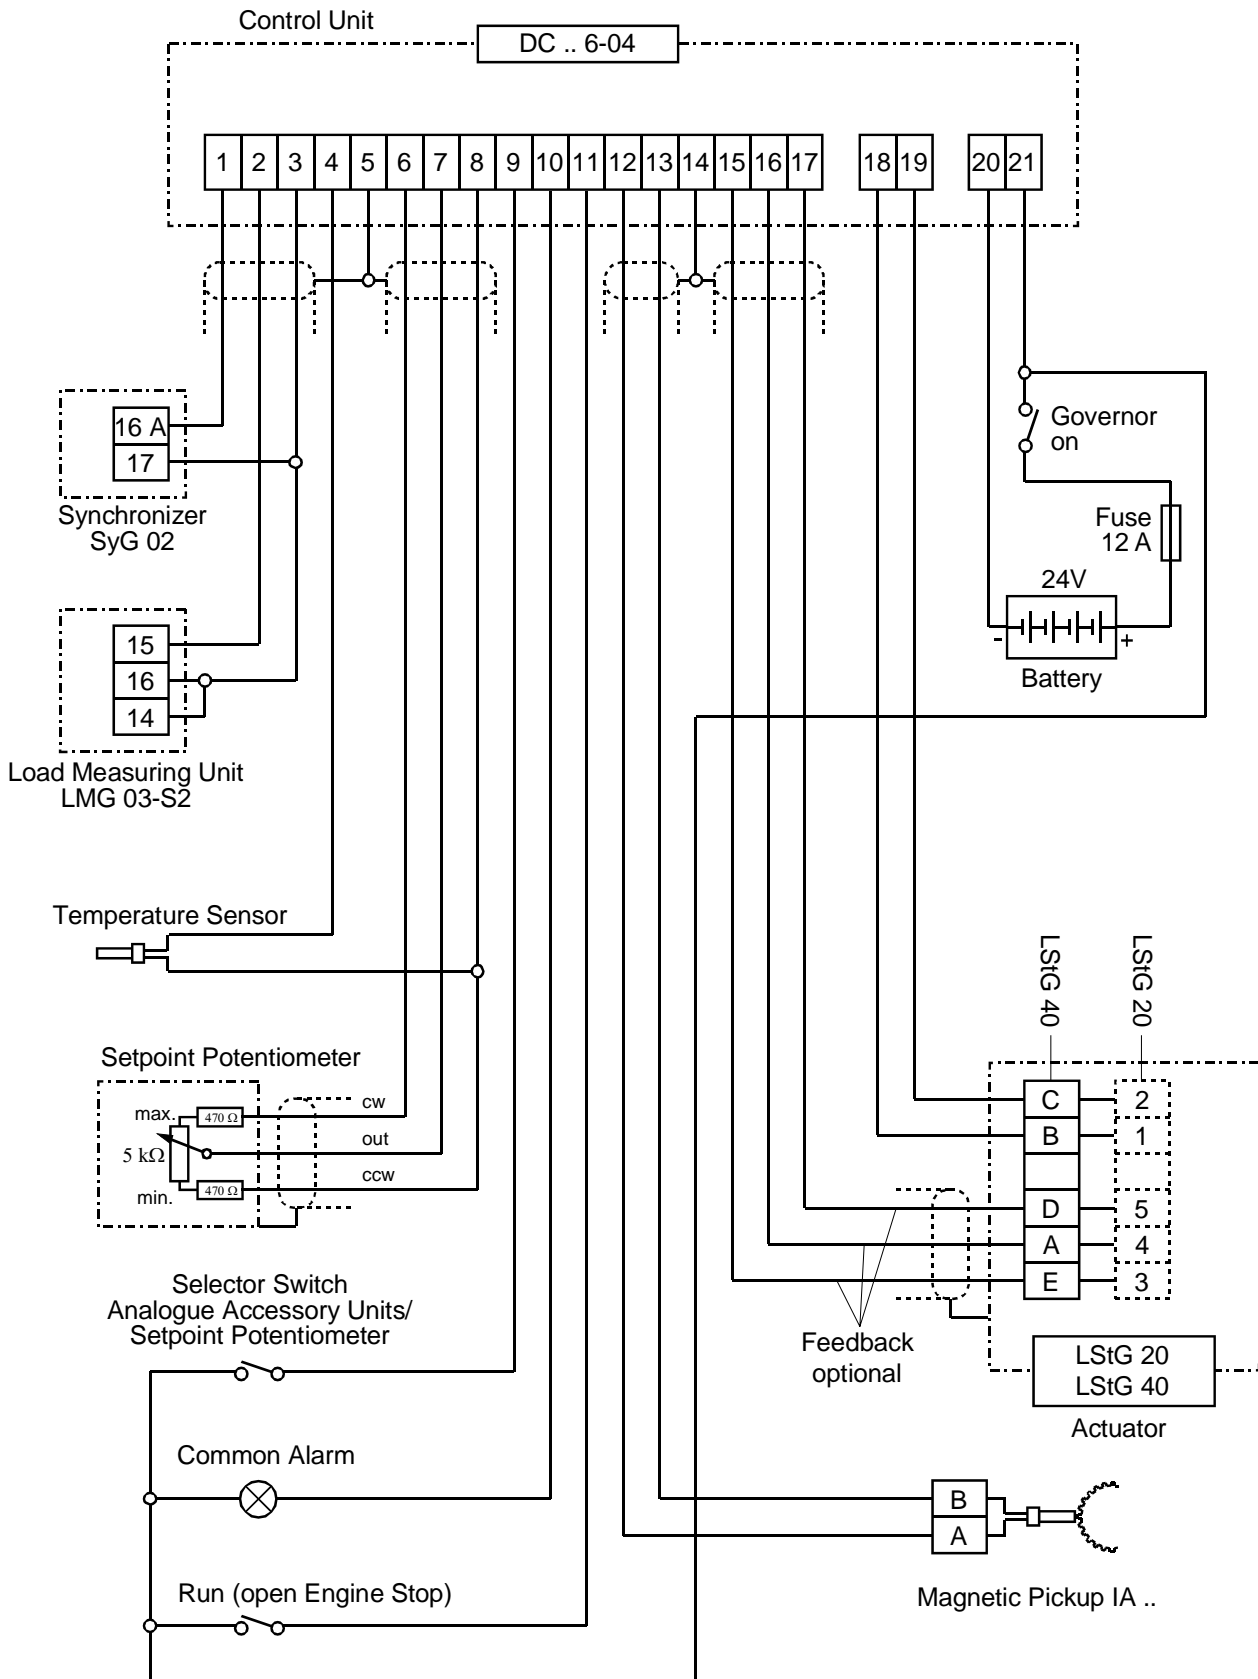 Control Unit
DC .. 6-04
1 2 3 4 5 6 7 8 9 10 11 12 13 14 15 16 17 18 19 20 21
16 A
17
Synchronizer
SyG 02
Governor
on
Fuse
12 A
24V
- +
Battery
15
16
14
Load Measuring Unit
LMG 03-S2
Temperature Sensor
LStG 40
LStG 20
Setpoint Potentiometer
max.
470 Ω
cw
5 kΩ
out
min.
470 Ω
ccw
C 2
B 1
D 5
A 4
E 3
Feedback
optional
LStG 20
LStG 40
Actuator
Selector Switch
Analogue Accessory Units/
Setpoint Potentiometer
Common Alarm
B
A
Magnetic Pickup IA ..
Run (open Engine Stop)